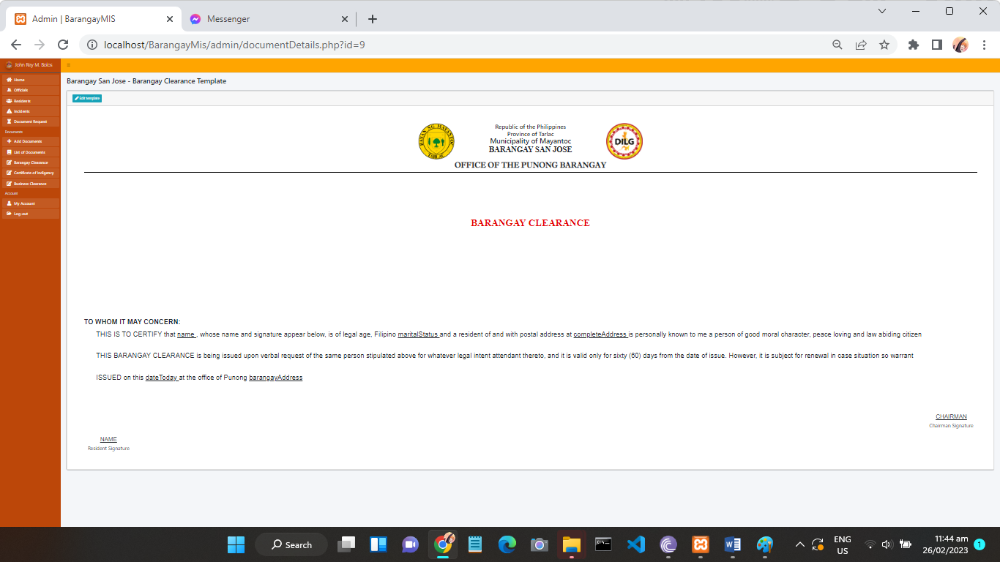 Admin | BarangayMIS
Messenger
localhost/BarangayMis/admin/documentDetails.php?id=9
John Rey M. Bolos
Home
Officials
Residents
Incidents
Document Request
Documents
Add Documents
List of Documents
Barangay Clearance
Certificate of Indigency
Business Clearance
Account
My Account
Log-out
Barangay San Jose - Barangay Clearance Template
Edit template
BAYAN NG MAYANTOC
TARLAC
Republic of the Philippines
Province of Tarlac
Municipality of Mayantoc
BARANGAY SAN JOSE
OFFICE OF THE PUNONG BARANGAY
DILG
BARANGAY CLEARANCE
TO WHOM IT MAY CONCERN:
THIS IS TO CERTIFY that name , whose name and signature appear below, is of legal age, Filipino maritalStatus and a resident of and with postal address at completeAddress is personally known to me a person of good moral character, peace loving and law abiding citizen
THIS BARANGAY CLEARANCE is being issued upon verbal request of the same person stipulated above for whatever legal intent attendant thereto, and it is valid only for sixty (60) days from the date of issue. However, it is subject for renewal in case situation so warrant
ISSUED on this dateToday at the office of Punong barangayAddress
CHAIRMAN
Chairman Signature
NAME
Resident Signature
Search
ENG
US
11:44 am
26/02/2023
1